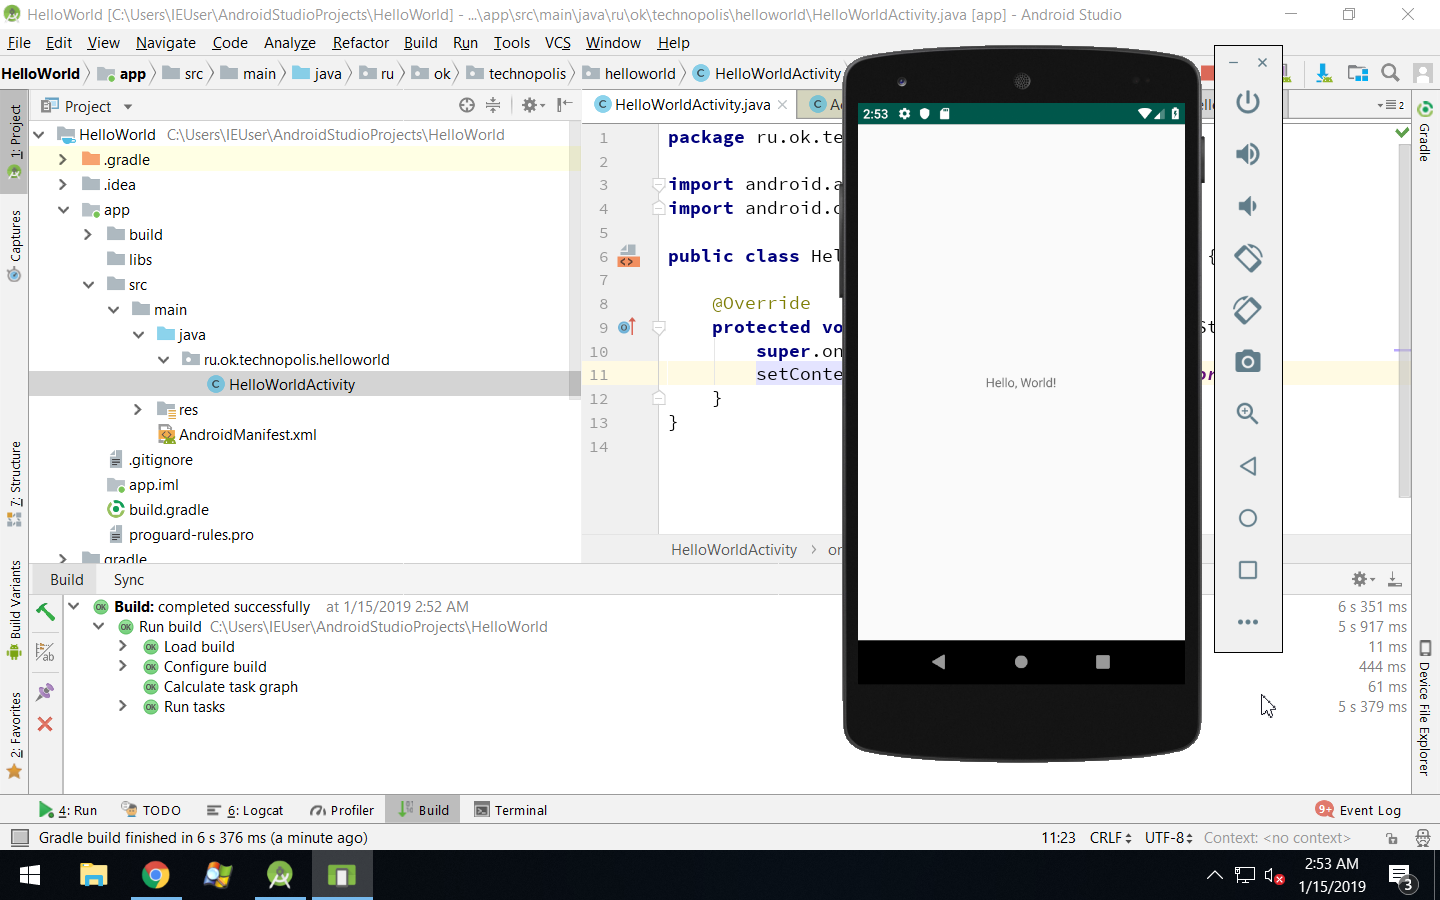 HelloWorld [C:\Users\IEUser\AndroidStudioProjects\HelloWorld] - ...\app\src\main\java\ru\ok\technopolis\helloworld\HelloWorldActivity.java [app] - Android Studio
File Edit View Navigate Code Analyze Refactor Build Run Tools VCS Window Help
HelloWorld app src main java ru ok technopolis helloworld HelloWorldActivity
1: Project
Captures
7: Structure
Build Variants
2: Favorites
Project
HelloWorld C:\Users\IEUser\AndroidStudioProjects\HelloWorld
.gradle
.idea
app
build
libs
src
main
java
ru.ok.technopolis.helloworld
HelloWorldActivity
res
AndroidManifest.xml
.gitignore
app.iml
build.gradle
proguard-rules.pro
gradle
HelloWorldActivity.java
2
1 package ru.ok.te
2
3 import android.a
4 import android.o
5
6 public class Hel {
7
8 @Override
9 protected vo St
10 super.on
11 setConte or
12 }
13 }
14
HelloWorldActivity on
2:53
Hello, World!
Gradle
Device File Explorer
Build Sync
Build: completed successfully at 1/15/2019 2:52 AM 6 s 351 ms
Run build C:\Users\IEUser\AndroidStudioProjects\HelloWorld 5 s 917 ms
Load build 11 ms
Configure build 444 ms
Calculate task graph 61 ms
Run tasks 5 s 379 ms
4: Run TODO 6: Logcat Profiler Build Terminal 9+ Event Log
Gradle build finished in 6 s 376 ms (a minute ago) 11:23 CRLF UTF-8 Context: <no context>
2:53 AM
1/15/2019
3